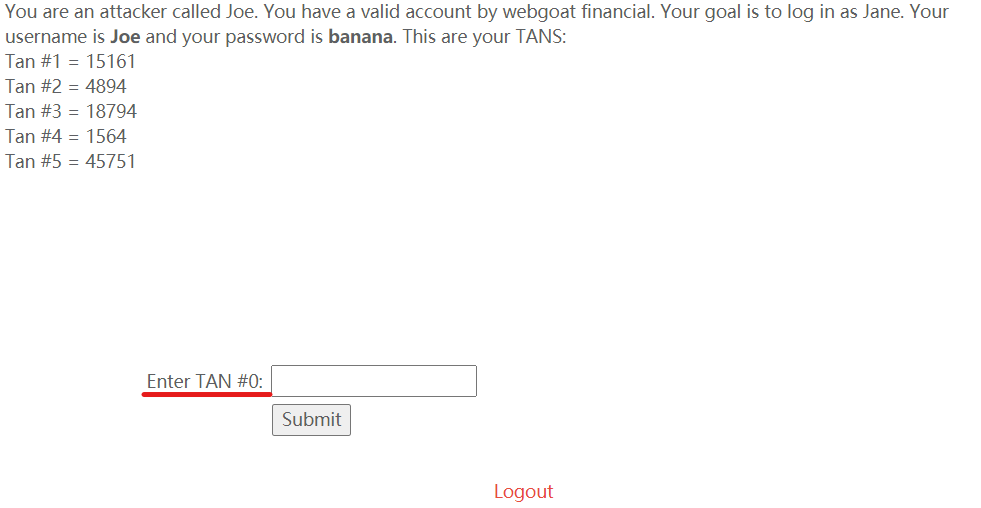 You are an attacker called Joe. You have a valid account by webgoat financial. Your goal is to log in as Jane. Your
username is Joe and your password is banana. This are your TANS:
Tan #1 = 15161
Tan #2 = 4894
Tan #3 = 18794
Tan #4 = 1564
Tan #5 = 45751
Enter TAN #0:
Submit
Logout